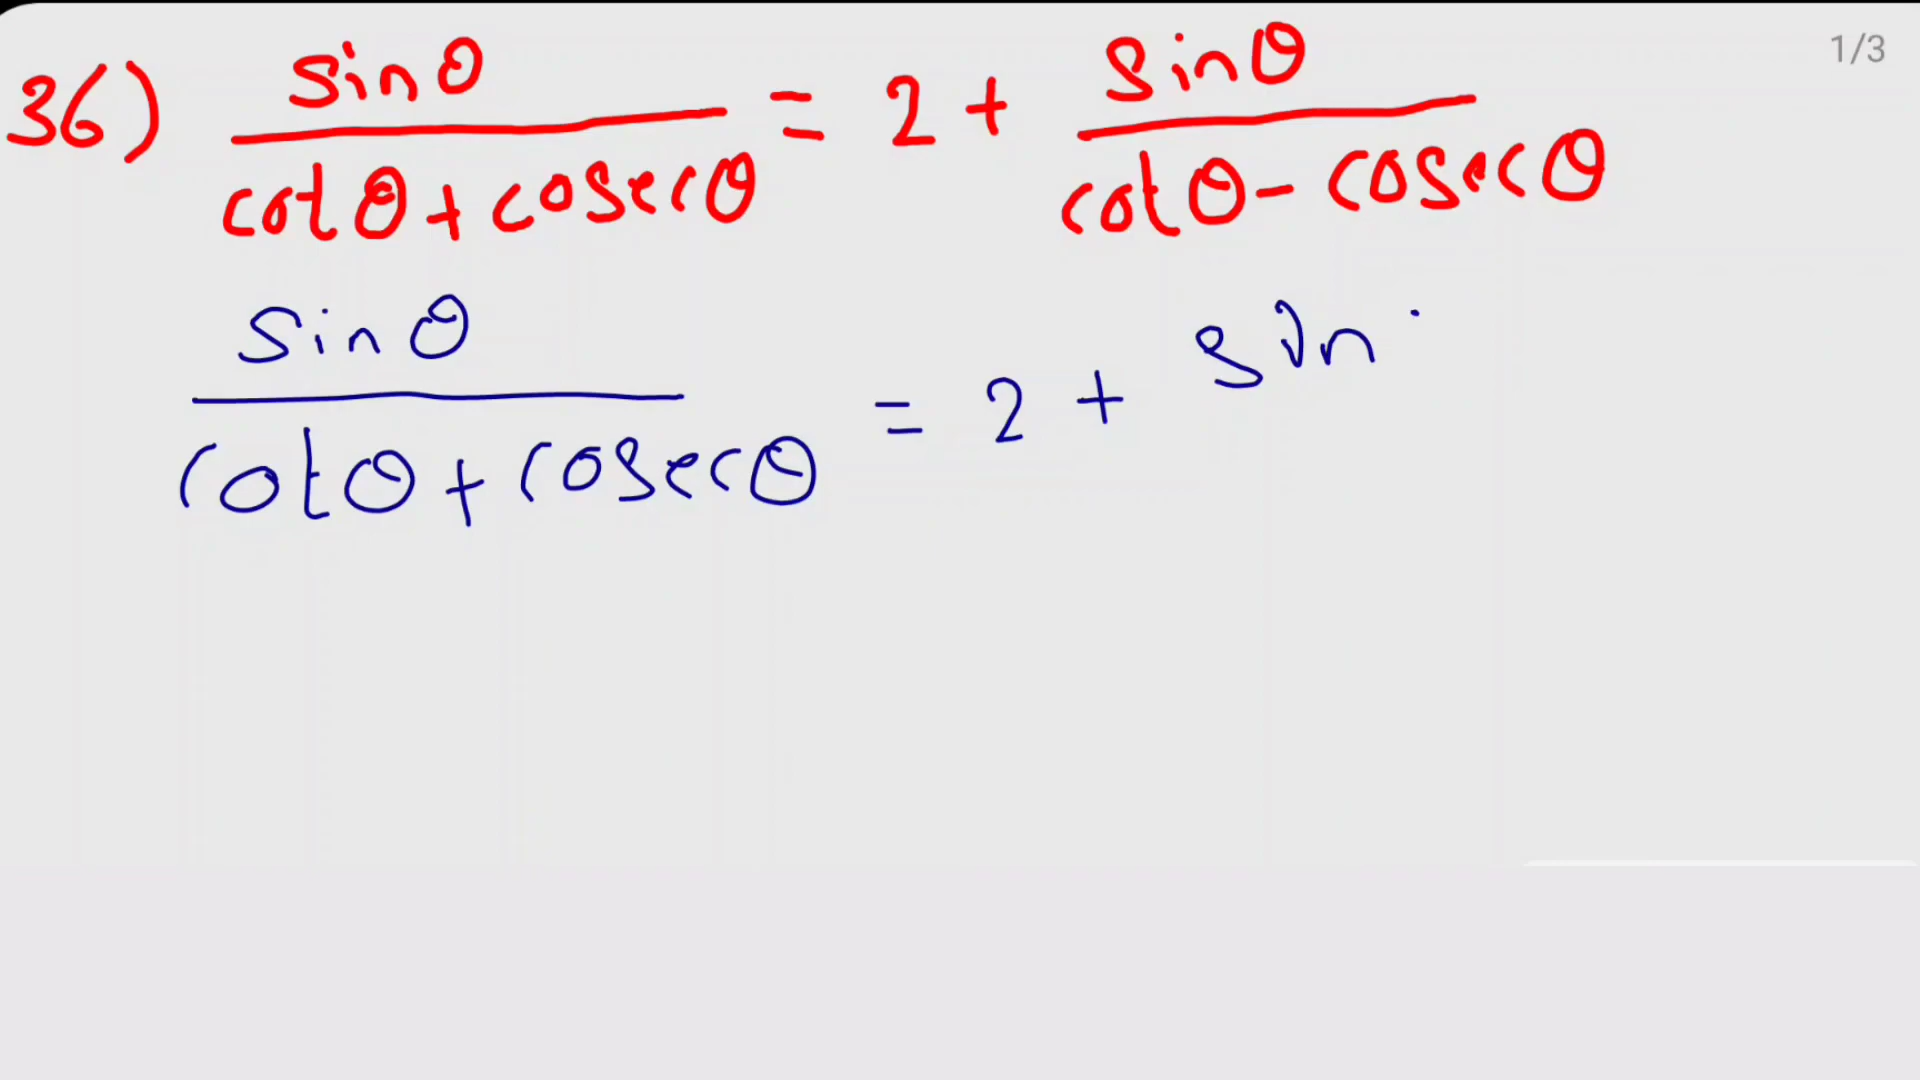 1/3
36) sinθ/(cotθ+cosecθ) = 2 + sinθ/(cotθ-cosecθ)
sinθ/(cotθ+cosecθ) = 2 + sin